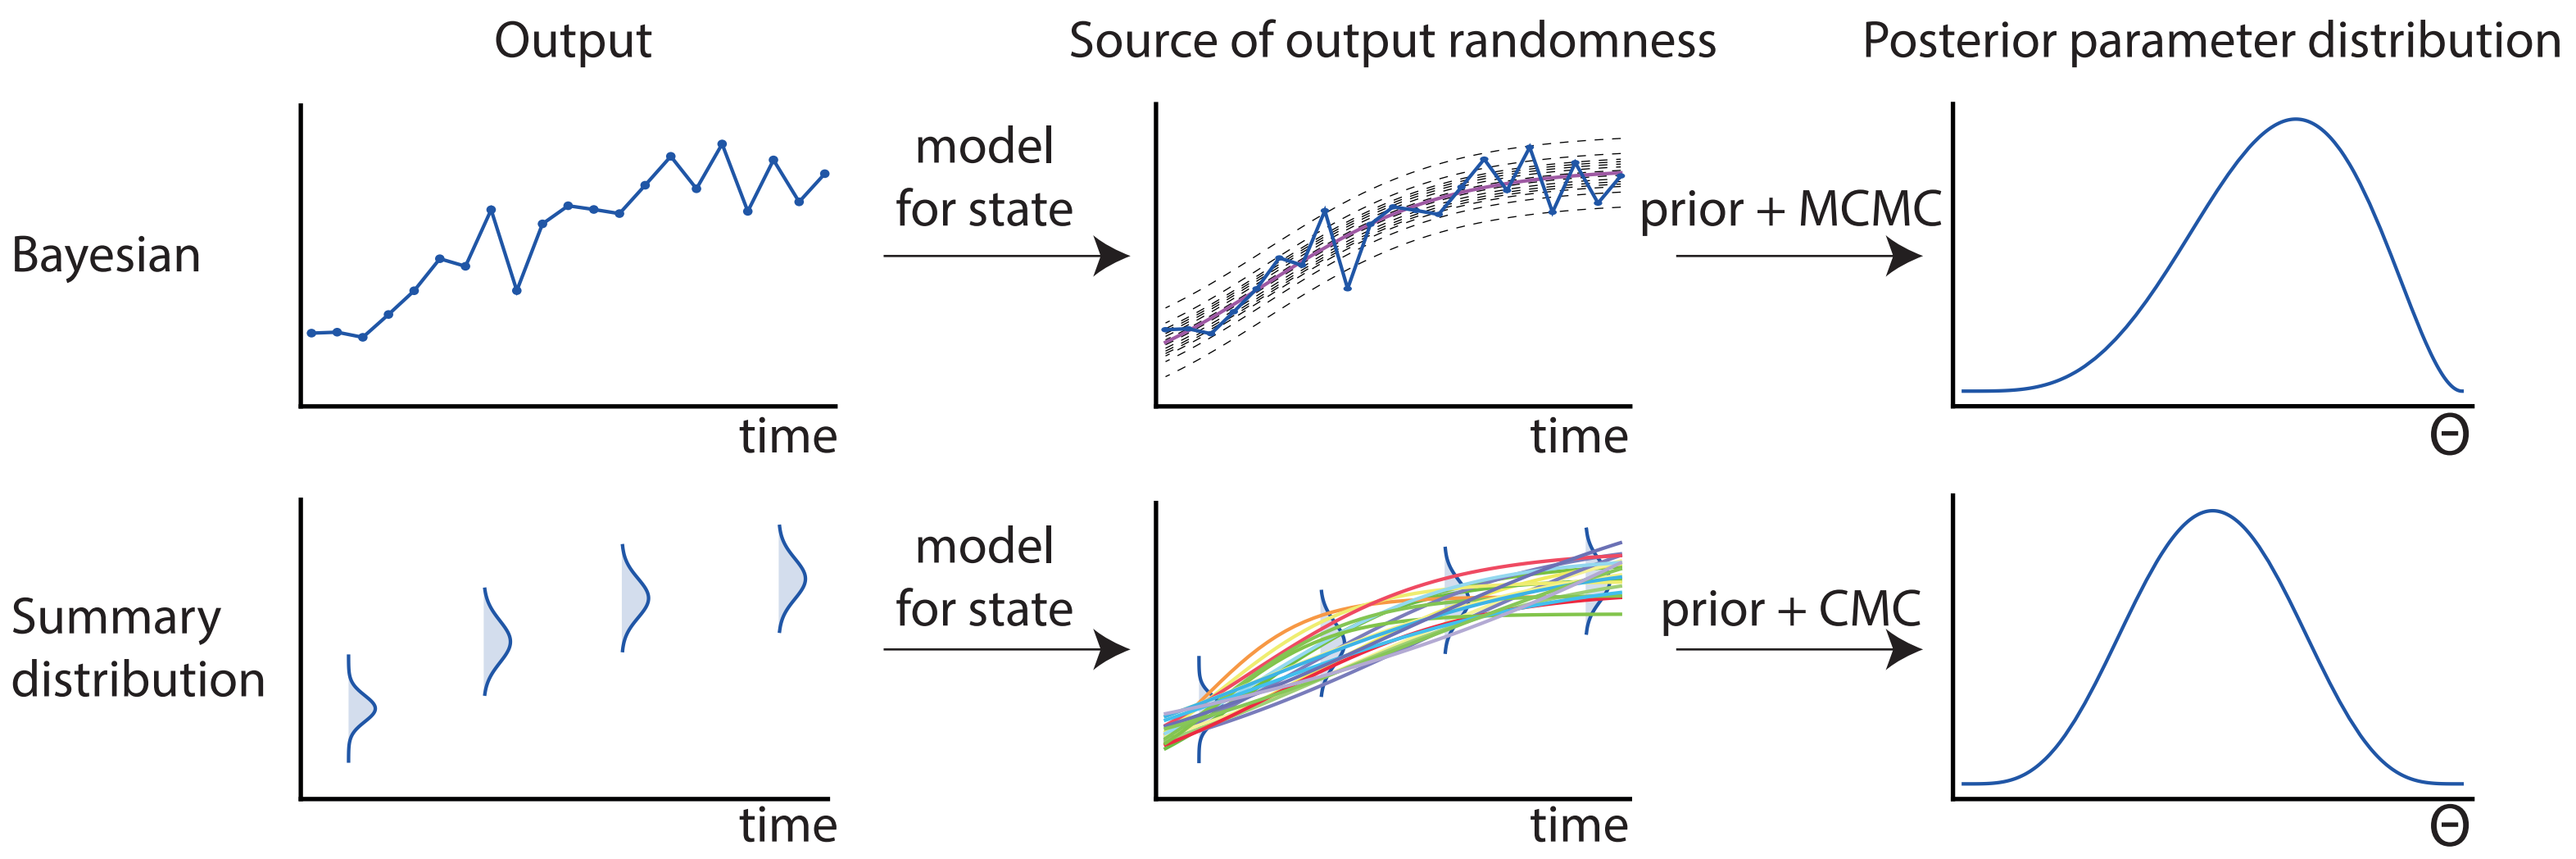 Output
Source of output randomness
Posterior parameter distribution
Bayesian
model
for state
prior + MCMC
time
time
Θ
Summary
distribution
model
for state
prior + CMC
time
time
Θ